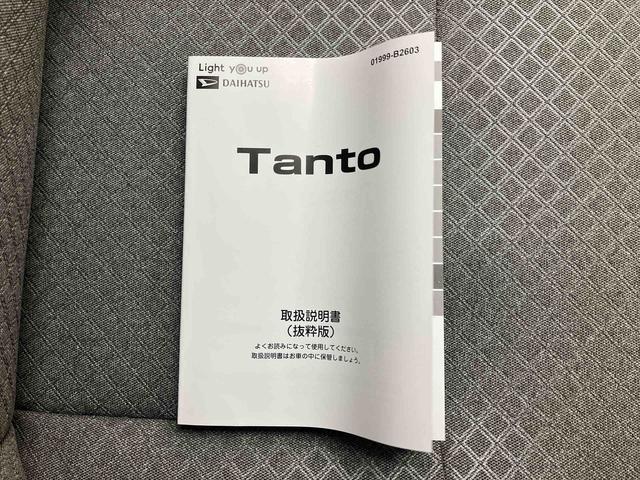 Light you up
DAIHATSU
01999-B2603
Tanto
取扱説明書
（抜粋版）
よくお読みになって使用してください。
取扱説明書はお車の中に保管しましょう。